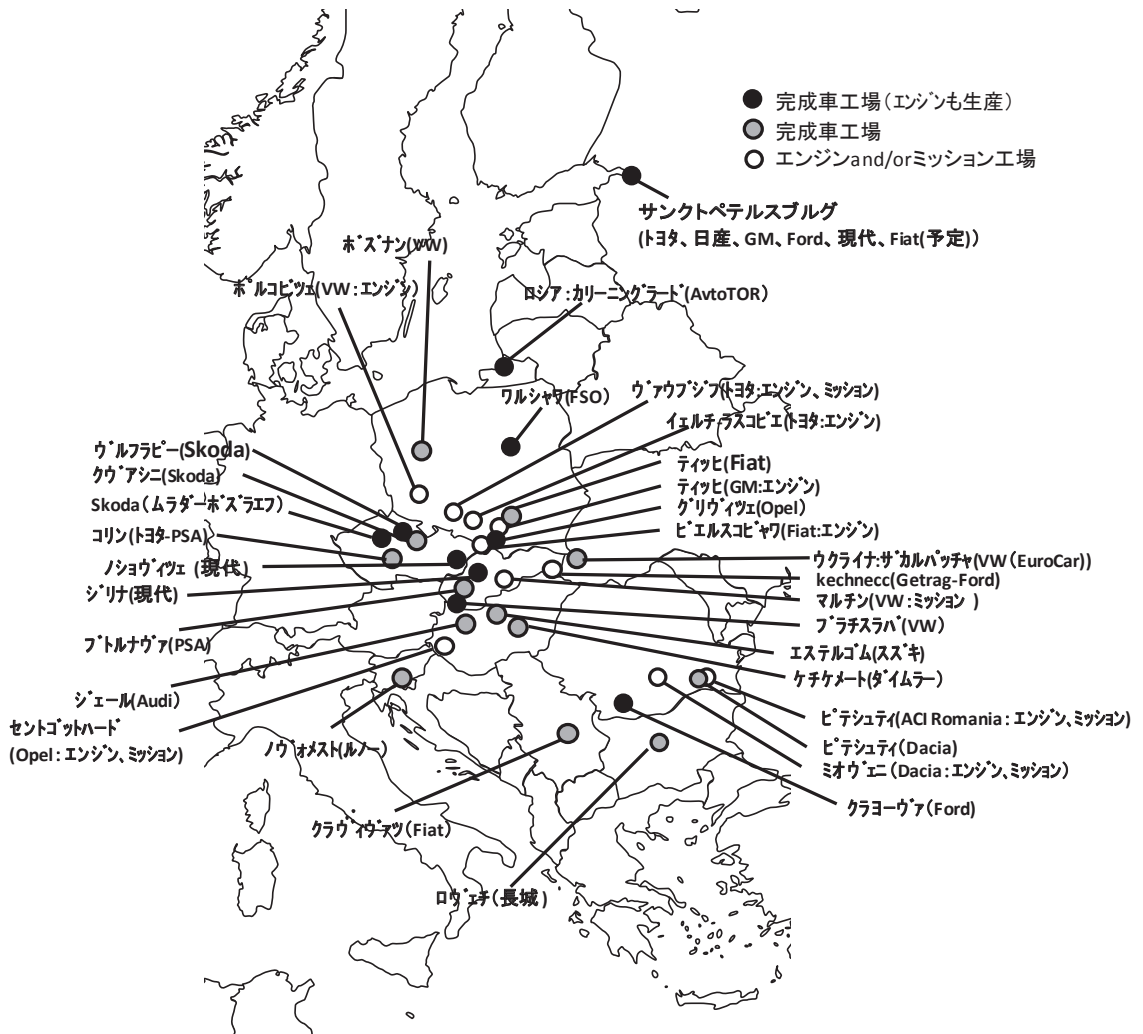 完成車工場（エンジンも生産）
完成車工場
エンジンand/orミッション工場
サンクトペテルスブルグ
(トヨタ、日産、GM、Ford、現代、Fiat(予定))
ポズナン(VW)
ポルコビツェ(VW:エンジン)
ロシア:カリーニングラード(AvtoTOR)
ワルシャワ(FSO)
ヴァウブジフ(トヨタ:エンジン、ミッション)
イェルチ-ラスコビエ(トヨタ:エンジン)
ティッヒ(Fiat)
ティッヒ(GM:エンジン)
グリヴィツェ(Opel)
ビエルスコビャワ(Fiat:エンジン)
ヴルフラビー(Skoda)
クヴァシニ(Skoda)
Skoda（ムラダーボズラエフ）
コリン(トヨタ-PSA)
ノショヴィツェ（現代）
ジリナ(現代)
ブトルナヴァ(PSA)
ジェール(Audi)
セントゴットハード
(Opel:エンジン、ミッション)
ノヴォメスト(ルノー)
クラヴィヴァツ(Fiat)
ロヴェチ(長城)
ウクライナ:ザカルパッチャ(VW(EuroCar))
kechnecc(Getrag-Ford)
マルチン(VW:ミッション)
ブラチスラバ(VW)
エステルゴム(スズキ)
ケチケメート(ダイムラー)
ピテシュティ(ACI Romania:エンジン、ミッション)
ピテシュティ(Dacia)
ミオヴェニ(Dacia:エンジン、ミッション)
クラヨーヴァ(Ford)